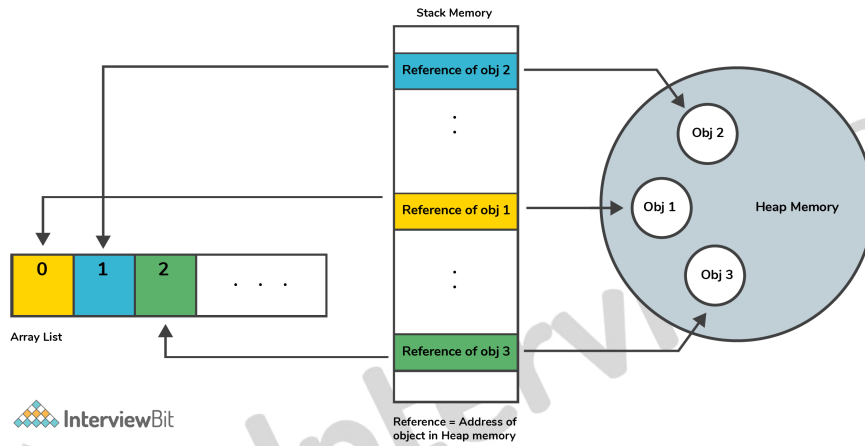 Stack Memory
Reference of obj 2
Obj 2
Reference of obj 1
Obj 1
Heap Memory
0 1 2 . . .
Obj 3
Array List
Reference of obj 3
InterviewBit
Reference = Address of
object in Heap memory